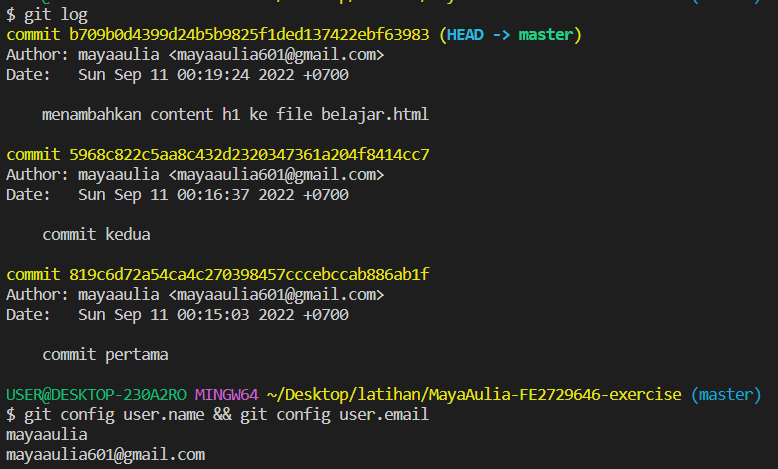 $ git log
commit b709b0d4399d24b5b9825f1ded137422ebf63983 (HEAD -> master)
Author: mayaaulia <mayaaulia601@gmail.com>
Date:   Sun Sep 11 00:19:24 2022 +0700
menambahkan content h1 ke file belajar.html
commit 5968c822c5aa8c432d2320347361a204f8414cc7
Author: mayaaulia <mayaaulia601@gmail.com>
Date:   Sun Sep 11 00:16:37 2022 +0700
commit kedua
commit 819c6d72a54ca4c270398457cccebccab886ab1f
Author: mayaaulia <mayaaulia601@gmail.com>
Date:   Sun Sep 11 00:15:03 2022 +0700
commit pertama
USER@DESKTOP-230A2RO MINGW64 ~/Desktop/latihan/MayaAulia-FE2729646-exercise (master)
$ git config user.name && git config user.email
mayaaulia
mayaaulia601@gmail.com